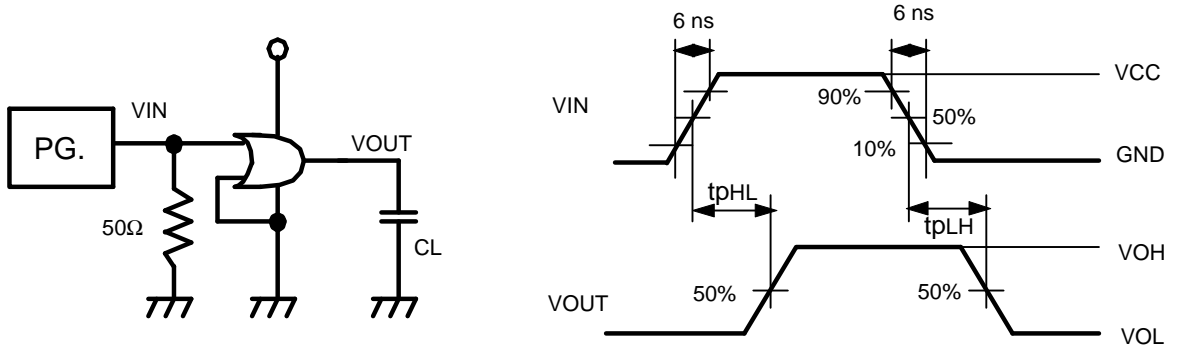 PG.
VIN
VOUT
50Ω
CL
6 ns
6 ns
VIN
VCC
90%
50%
10%
GND
tpHL
tpLH
VOUT
50%
50%
VOH
VOL